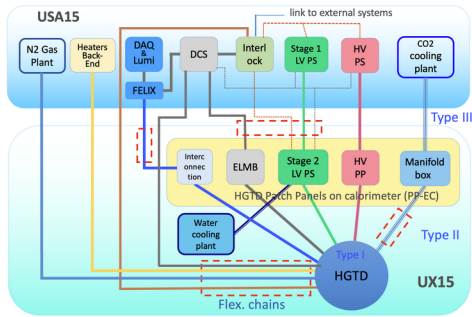 USA15
link to external systems
N2 Gas
Plant
Heaters
Back-
End
DAQ &
Lumi
FELIX
DCS
Interl
ock
Stage 1
LV PS
HV
PS
CO2
cooling
plant
Type III
Interc
onnec
tion
ELMB
Stage 2
LV PS
HV
PP
Manifold
box
HGTD Patch Panels on calorimeter (PP-EC)
Water
cooling
plant
Type II
Type I
HGTD
Flex. chains
UX15